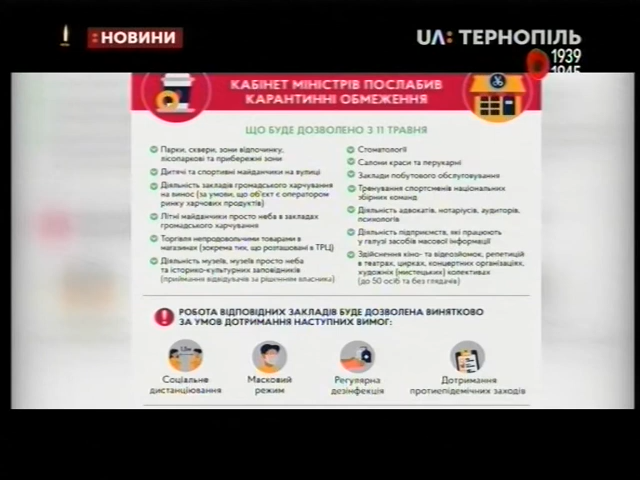 :НОВИНИ
UA: ТЕРНОПІЛЬ
1939
1945
КАБІНЕТ МІНІСТРІВ ПОСЛАБИВ
КАРАНТИННІ ОБМЕЖЕННЯ
ЩО БУДЕ ДОЗВОЛЕНО З 11 ТРАВНЯ
Парки, сквери, зони відпочинку,
лісопаркові та прибережні зони
Дитячі та спортивні майданчики на вулиці
Діяльність закладів громадського харчування
на винос (за умови, що об'єкт є оператором
ринку харчових продуктів)
Літні майданчики просто неба в закладах
громадського харчування
Торгівля непродовольчими товарами в
магазинах (зокрема тих, що розташовані в ТРЦ)
Діяльність музеїв, музеїв просто неба
та історико-культурних заповідників
(приймання відвідувачів за рішенням власника)
Стоматології
Салони краси та перукарні
Заклади побутового обслуговування
Тренування спортсменів національних
збірних команд
Діяльність адвокатів, нотаріусів, аудиторів,
психологів
Діяльність підприємств, які працюють
у галузі засобів масової інформації
Здійснення кіно- та відеозйомок, репетицій
в театрах, цирках, концертних організаціях,
художніх (мистецьких) колективах
(до 50 осіб та без глядачів)
РОБОТА ВІДПОВІДНИХ ЗАКЛАДІВ БУДЕ ДОЗВОЛЕНА ВИНЯТКОВО
ЗА УМОВ ДОТРИМАННЯ НАСТУПНИХ ВИМОГ:
Соціальне
дистанціювання
Масковий
режим
Регулярна
дезінфекція
Дотримання
протиепідемічних заходів